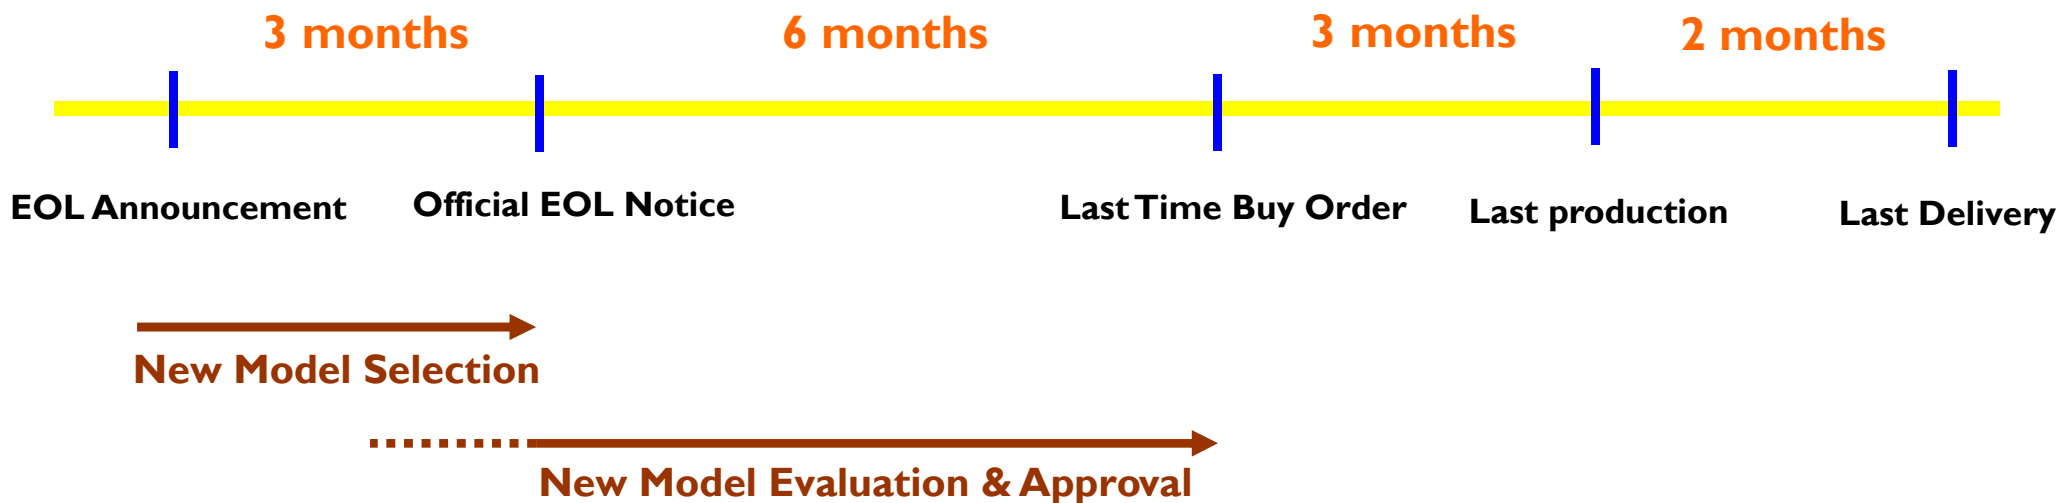 3 months
6 months
3 months
2 months
EOL Announcement
Official EOL Notice
Last Time Buy Order
Last production
Last Delivery
New Model Selection
New Model Evaluation & Approval